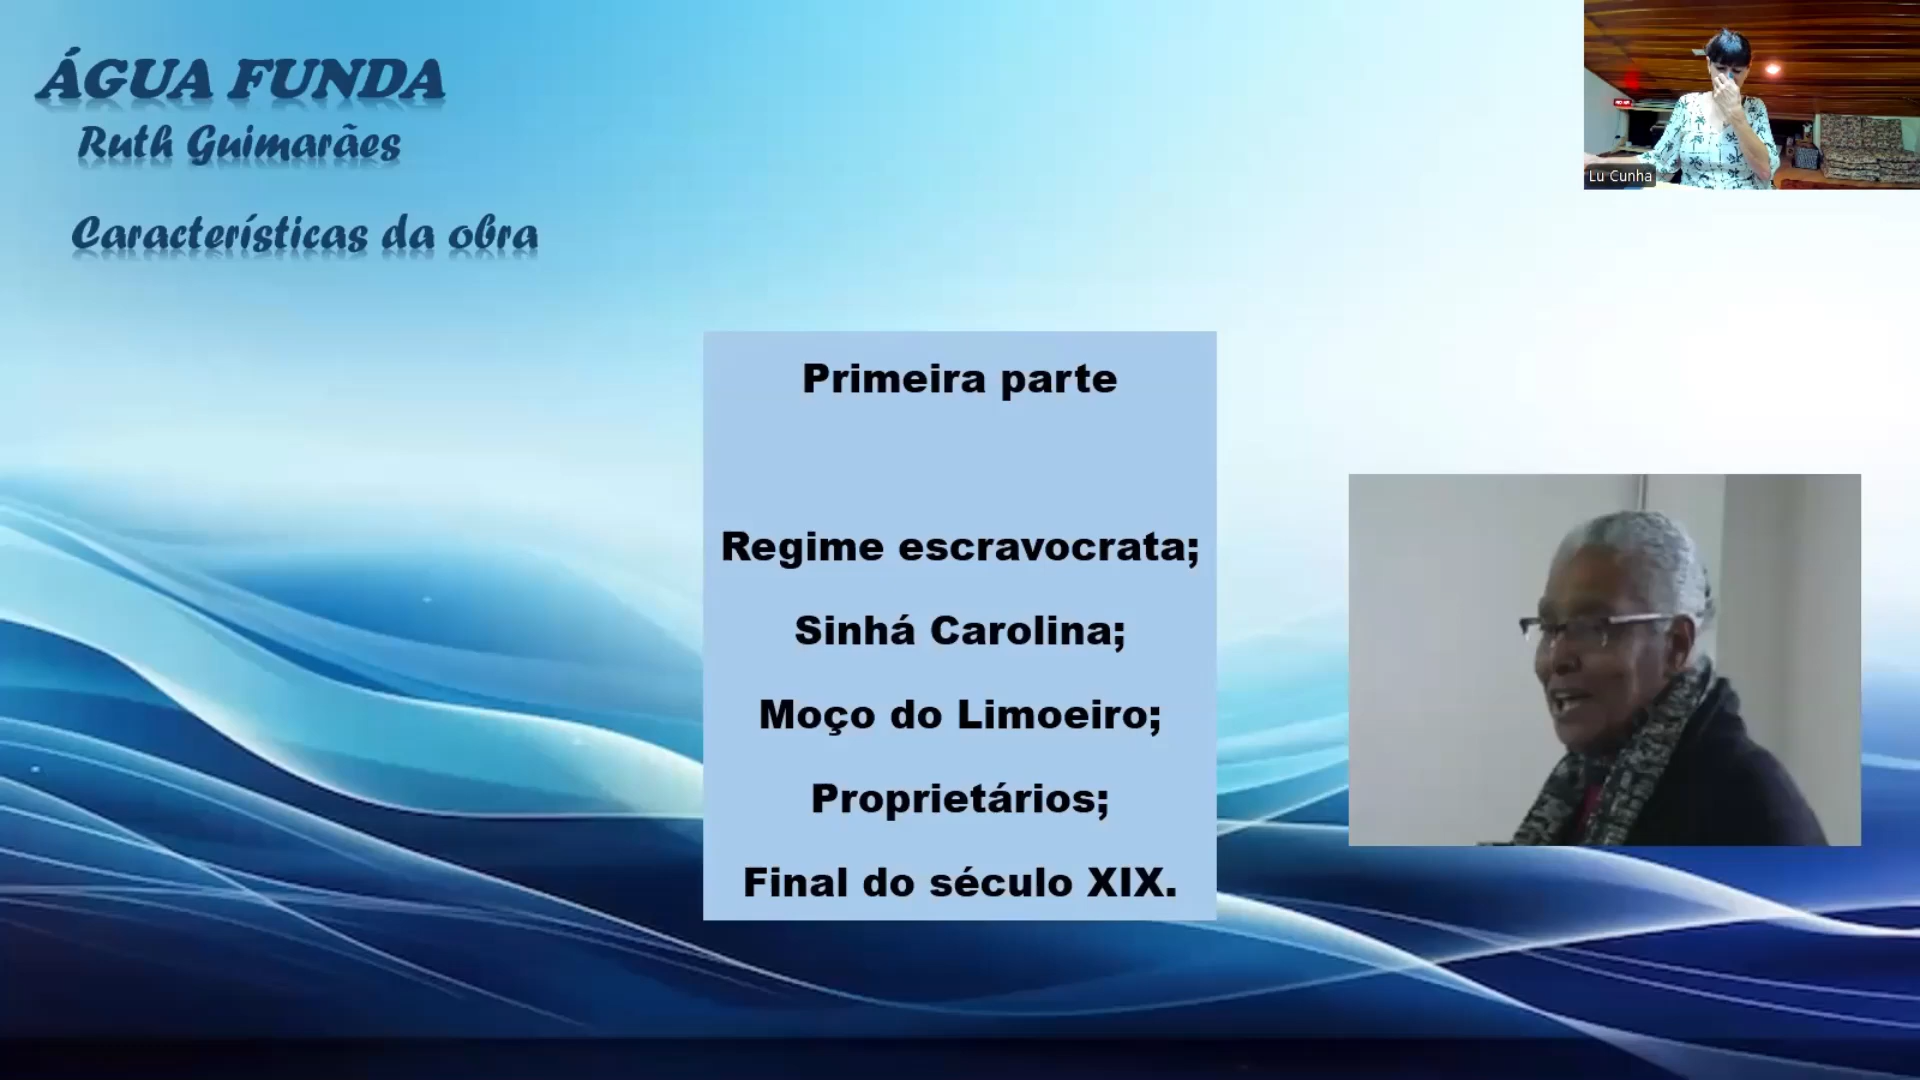 ÁGUA FUNDA
Ruth Guimarães
Características da obra
Lu Cunha
Primeira parte
Regime escravocrata;
Sinhá Carolina;
Moço do Limoeiro;
Proprietários;
Final do século XIX.